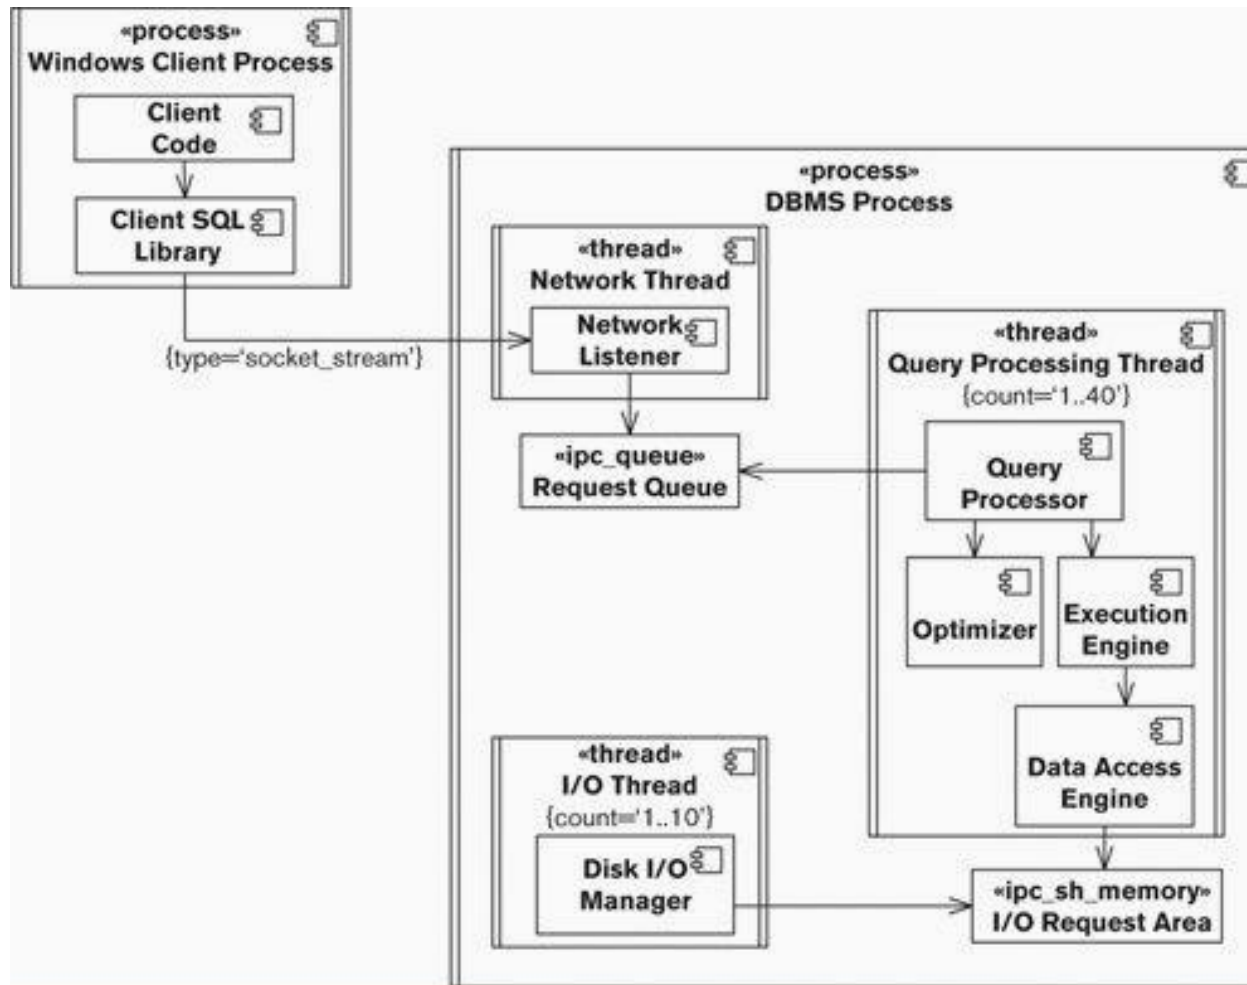 «process»
Windows Client Process
Client
Code
Client SQL
Library
{type='socket_stream'}
«process»
DBMS Process
«thread»
Network Thread
Network
Listener
«ipc_queue»
Request Queue
«thread»
Query Processing Thread
{count='1..40'}
Query
Processor
Optimizer
Execution
Engine
Data Access
Engine
«thread»
I/O Thread
{count='1..10'}
Disk I/O
Manager
«ipc_sh_memory»
I/O Request Area